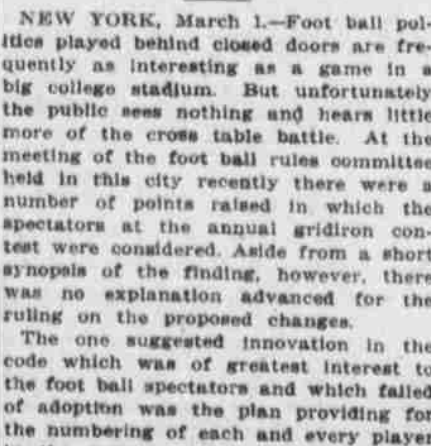 NEW YORK, March 1.—Foot ball pol-
itics played behind closed doors are fre-
quently as interesting as a game in a
big college stadium. But unfortunately
the public sees nothing and hears little
more of the cross table battle. At the
meeting of the foot ball rules committee
held in this city recently there were a
number of points raised in which the
spectators at the annual gridiron con-
test were considered. Aside from a short
synopsis of the finding, however, there
was no explanation advanced for the
ruling on the proposed changes.
The one suggested innovation in the
code which was of greatest interest to
the foot ball spectators and which failed
of adoption was the plan providing for
the numbering of each and every player